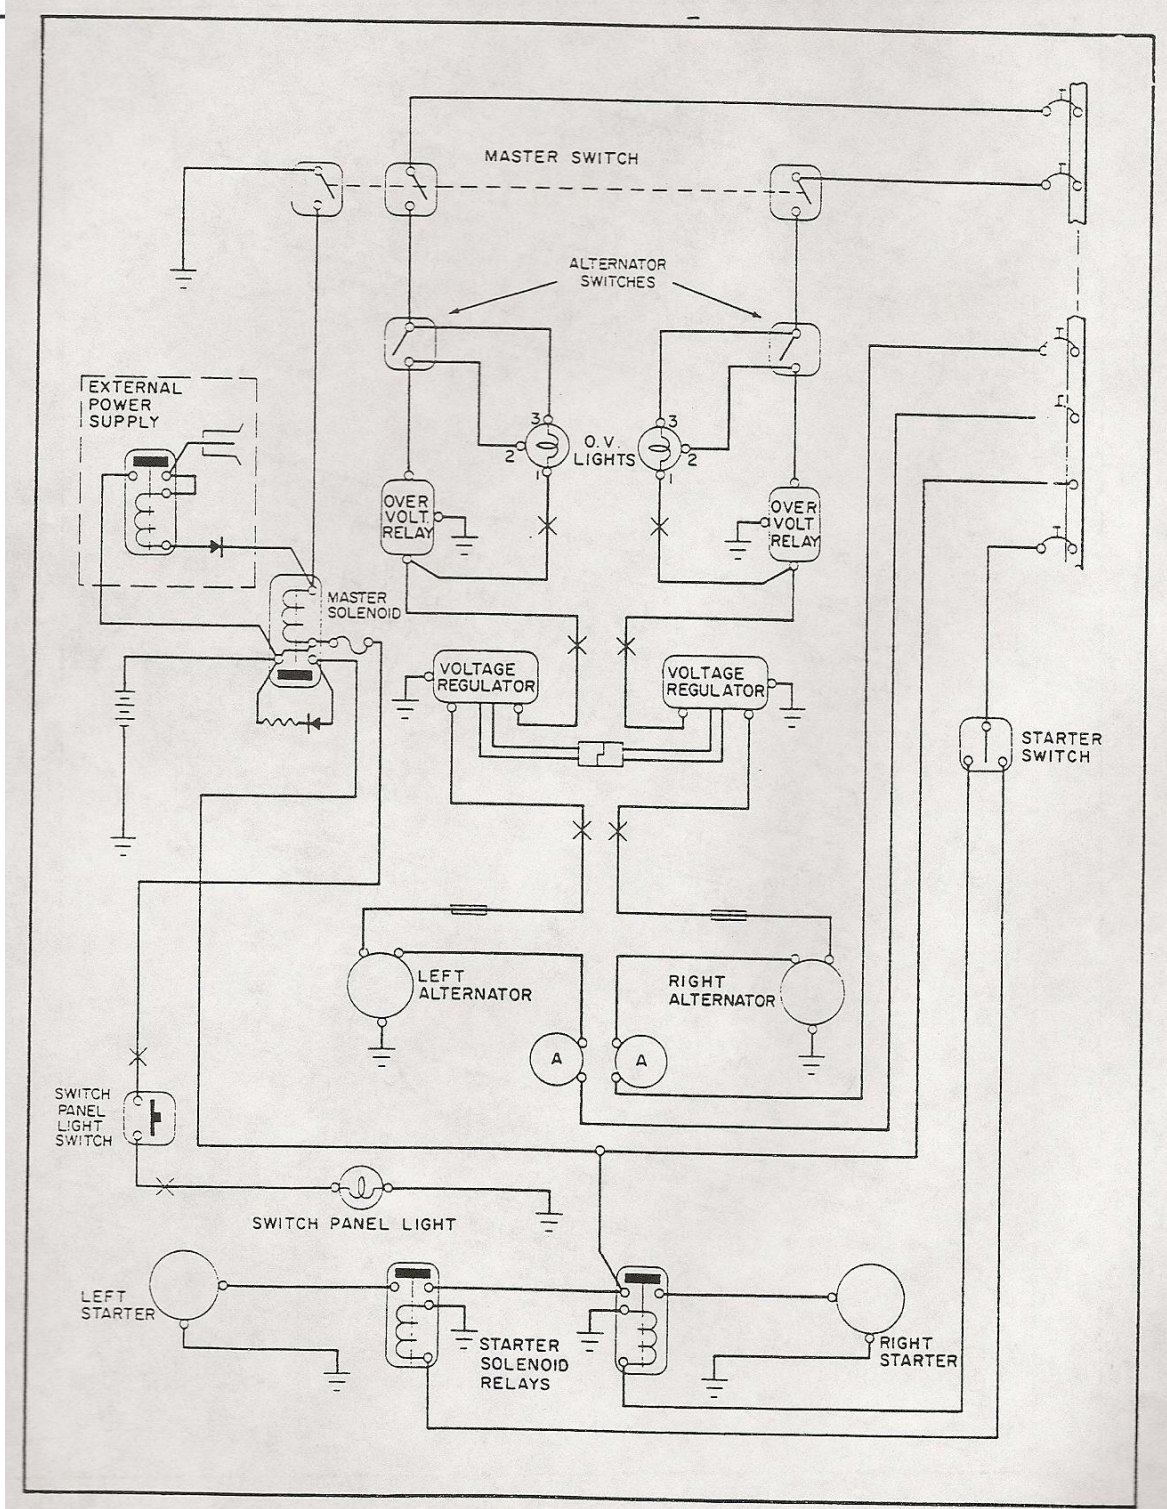 MASTER SWITCH
ALTERNATOR
SWITCHES
EXTERNAL
POWER
SUPPLY
3
2
1
O.V.
LIGHTS
3
2
1
OVER
VOLT.
RELAY
OVER
VOLT
RELAY
MASTER
SOLENOID
VOLTAGE
REGULATOR
VOLTAGE
REGULATOR
STARTER
SWITCH
LEFT
ALTERNATOR
RIGHT
ALTERNATOR
A
A
SWITCH
PANEL
LIGHT
SWITCH
SWITCH PANEL LIGHT
LEFT
STARTER
STARTER
SOLENOID
RELAYS
RIGHT
STARTER